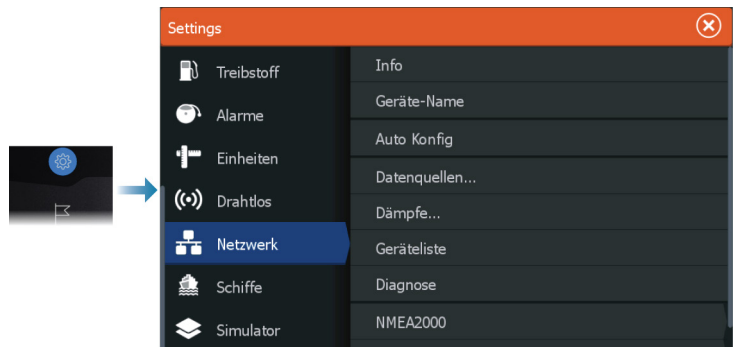 Settings
Treibstoff
Alarme
Einheiten
Drahtlos
Netzwerk
Schiffe
Simulator
Info
Geräte-Name
Auto Konfig
Datenquellen...
Dämpfe...
Geräteliste
Diagnose
NMEA2000